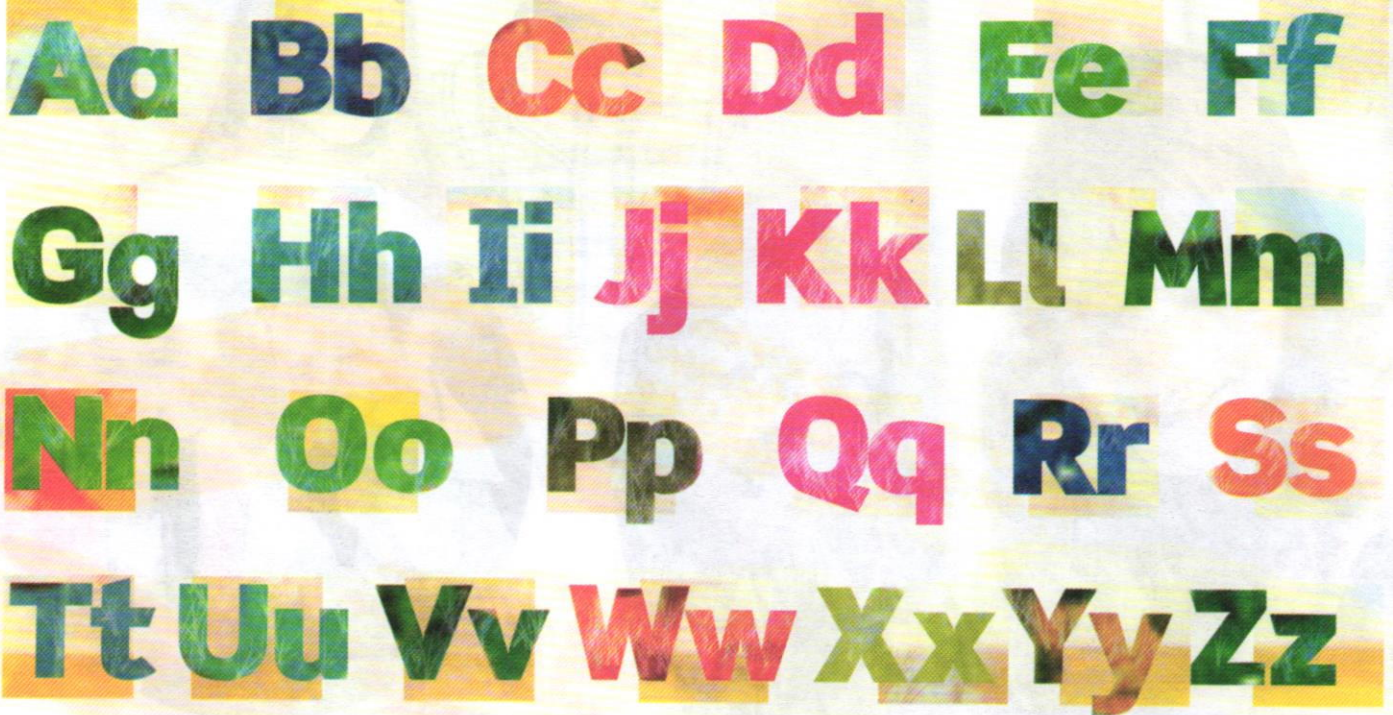 Aa Bb Cc Dd Ee Ff
Gg Hh Ii Jj Kk Ll Mm
Nn Oo Pp Qq Rr Ss
Tt Uu Vv Ww Xx Yy Zz